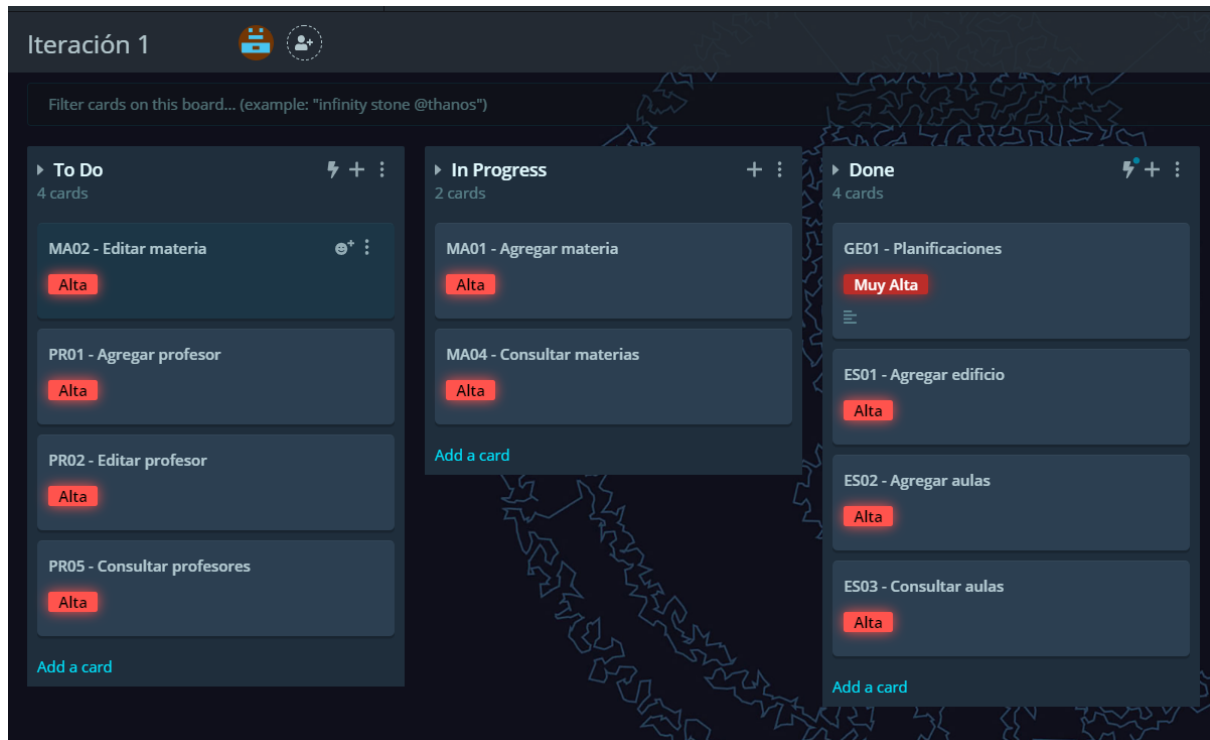 Iteración 1
Filter cards on this board... (example: "infinity stone @thanos")
To Do
4 cards
MA02 - Editar materia
Alta
PR01 - Agregar profesor
Alta
PR02 - Editar profesor
Alta
PR05 - Consultar profesores
Alta
Add a card
In Progress
2 cards
MA01 - Agregar materia
Alta
MA04 - Consultar materias
Alta
Add a card
Done
4 cards
GE01 - Planificaciones
Muy Alta
ES01 - Agregar edificio
Alta
ES02 - Agregar aulas
Alta
ES03 - Consultar aulas
Alta
Add a card